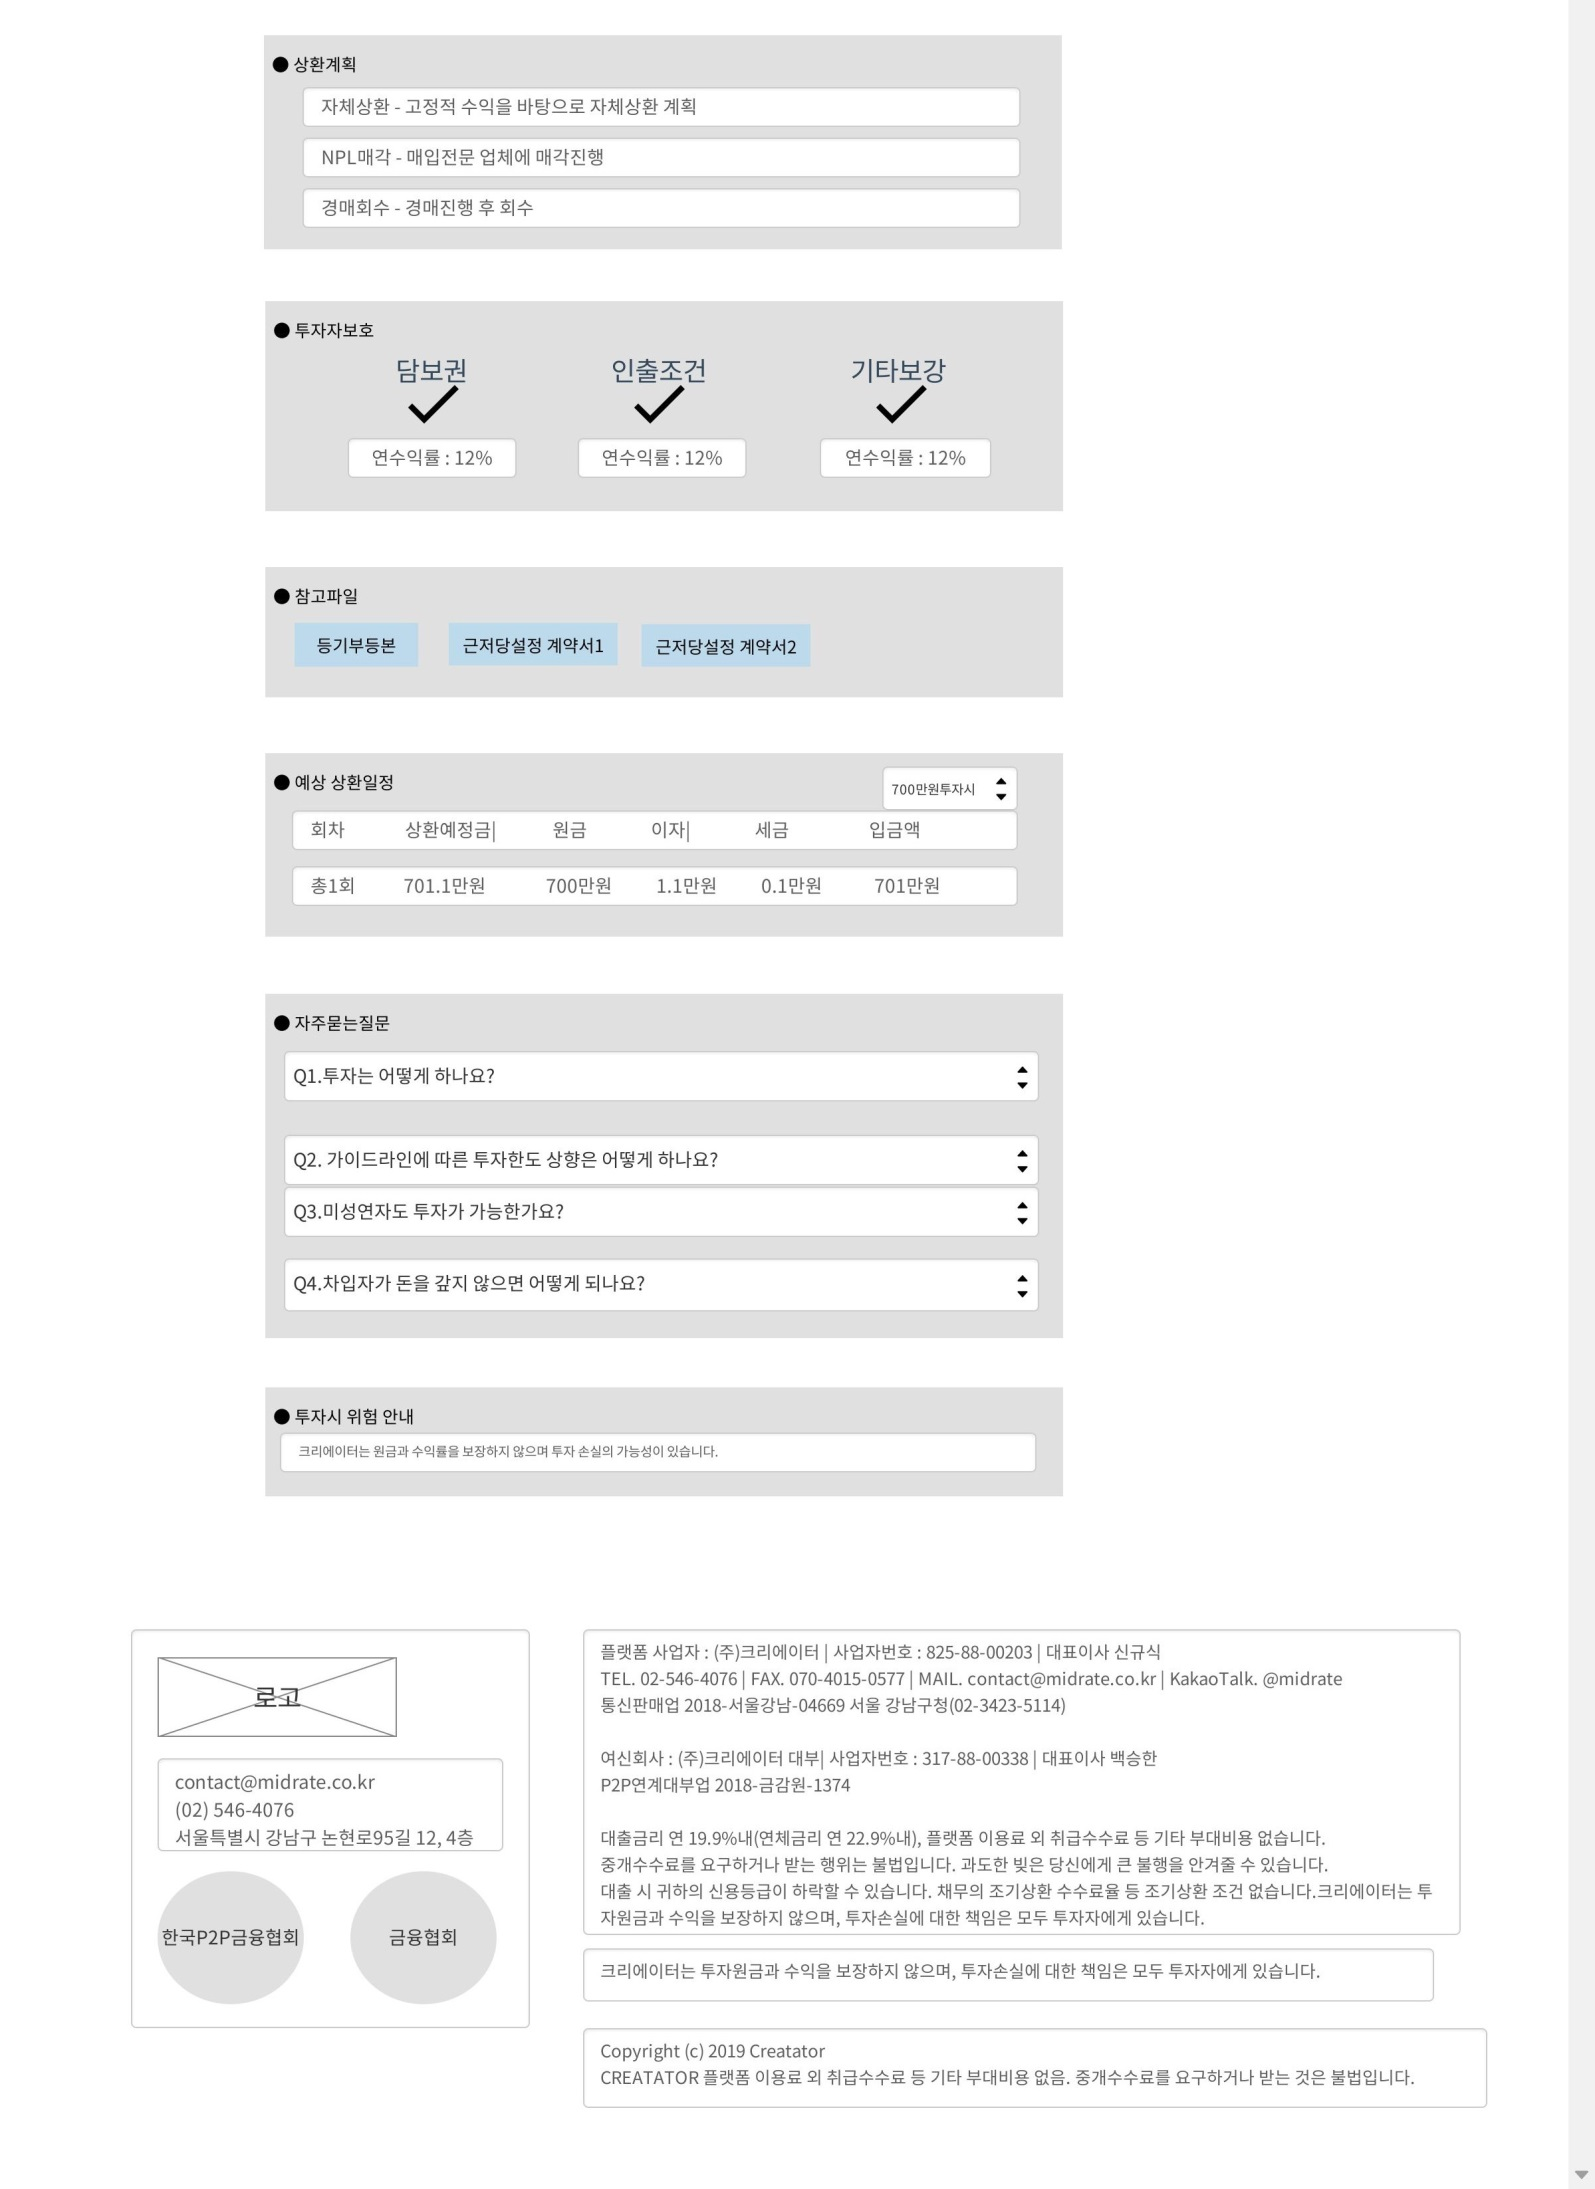 ● 상환계획
자체상환 - 고정적 수익을 바탕으로 자체상환 계획
NPL매각 - 매입전문 업체에 매각진행
경매회수 - 경매진행 후 회수
● 투자자보호
담보권 인출조건 기타보강
연수익률 : 12% 연수익률 : 12% 연수익률 : 12%
● 참고파일
등기부등본 근저당설정 계약서1 근저당설정 계약서2
● 예상 상환일정
700만원투자시
회차 상환예정금| 원금 이자| 세금 입금액
총1회 701.1만원 700만원 1.1만원 0.1만원 701만원
● 자주묻는질문
Q1.투자는 어떻게 하나요?
Q2. 가이드라인에 따른 투자한도 상향은 어떻게 하나요?
Q3.미성연자도 투자가 가능한가요?
Q4.차입자가 돈을 갚지 않으면 어떻게 되나요?
● 투자시 위험 안내
크리에이터는 원금과 수익률을 보장하지 않으며 투자 손실의 가능성이 있습니다.
로고
contact@midrate.co.kr
(02) 546-4076
서울특별시 강남구 논현로95길 12, 4층
한국P2P금융협회 금융협회
플랫폼 사업자 : (주)크리에이터 | 사업자번호 : 825-88-00203 | 대표이사 신규식
TEL. 02-546-4076 | FAX. 070-4015-0577 | MAIL. contact@midrate.co.kr | KakaoTalk. @midrate
통신판매업 2018-서울강남-04669 서울 강남구청(02-3423-5114)
여신회사 : (주)크리에이터 대부| 사업자번호 : 317-88-00338 | 대표이사 백승한
P2P연계대부업 2018-금감원-1374
대출금리 연 19.9%내(연체금리 연 22.9%내), 플랫폼 이용료 외 취급수수료 등 기타 부대비용 없습니다.
중개수수료를 요구하거나 받는 행위는 불법입니다. 과도한 빚은 당신에게 큰 불행을 안겨줄 수 있습니다.
대출 시 귀하의 신용등급이 하락할 수 있습니다. 채무의 조기상환 수수료율 등 조기상환 조건 없습니다.크리에이터는 투
자원금과 수익을 보장하지 않으며, 투자손실에 대한 책임은 모두 투자자에게 있습니다.
크리에이터는 투자원금과 수익을 보장하지 않으며, 투자손실에 대한 책임은 모두 투자자에게 있습니다.
Copyright (c) 2019 Creatator
CREATATOR 플랫폼 이용료 외 취급수수료 등 기타 부대비용 없음. 중개수수료를 요구하거나 받는 것은 불법입니다.